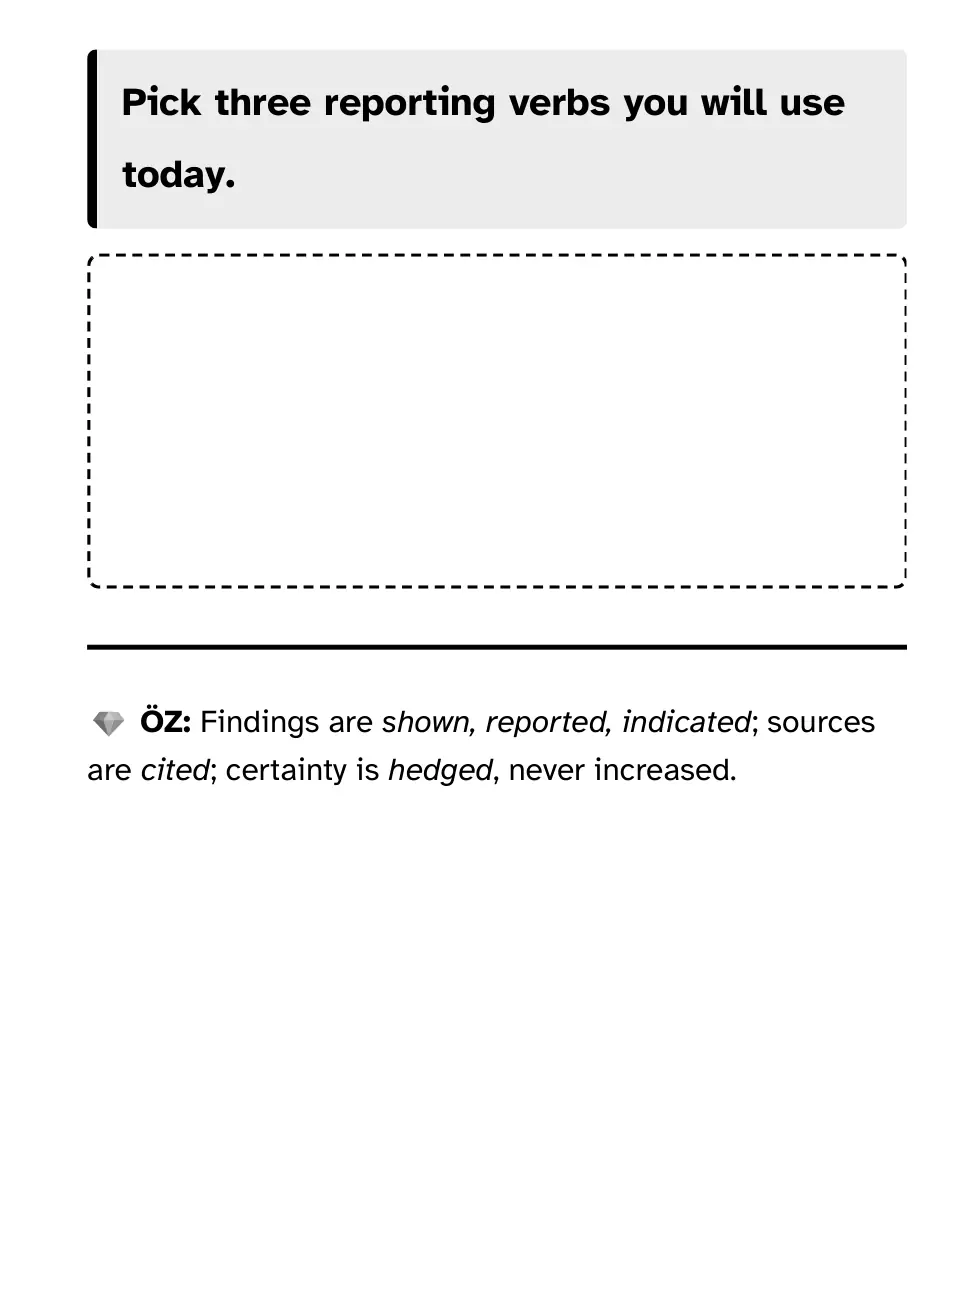 Pick three reporting verbs you will use
today.
ÖZ: Findings are shown, reported, indicated; sources
are cited; certainty is hedged, never increased.